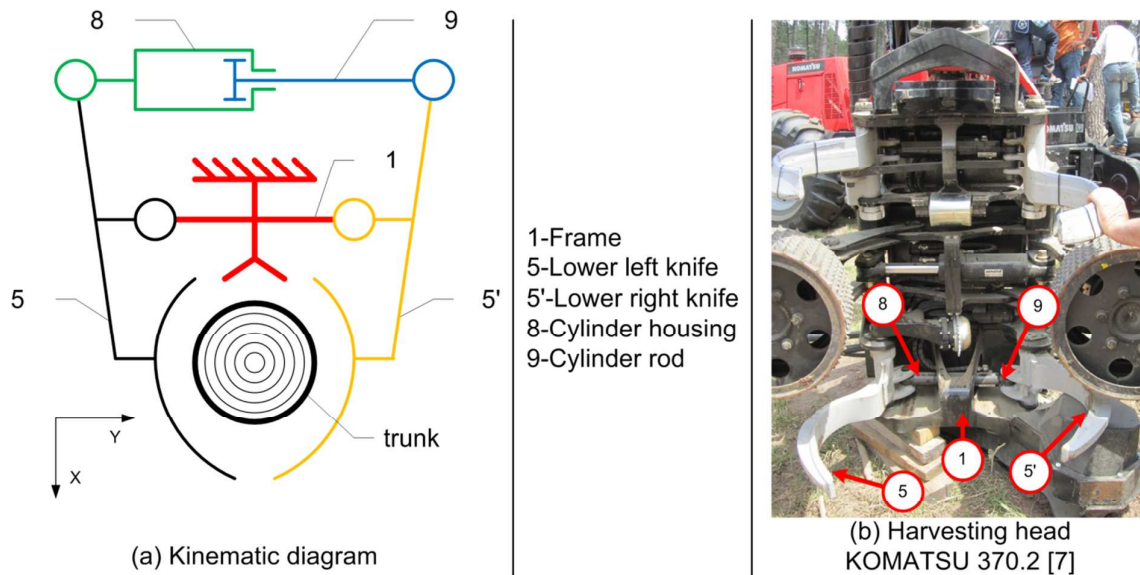 8
9
1
5
5'
Y
X
trunk
(a) Kinematic diagram
1-Frame
5-Lower left knife
5'-Lower right knife
8-Cylinder housing
9-Cylinder rod
KOMATSU
KOMATSU
8
9
1
5'
5
(b) Harvesting head
KOMATSU 370.2 [7]